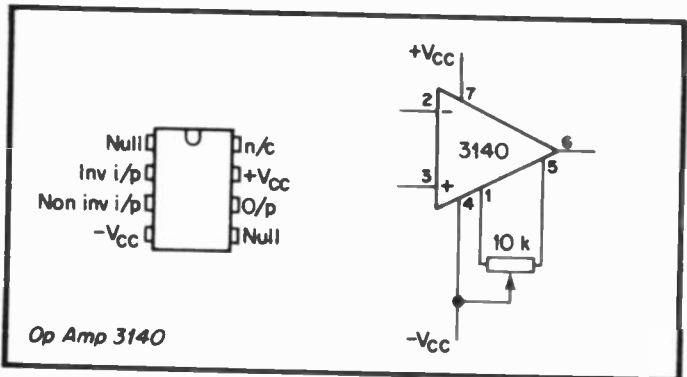 Null n/c
Inv i/p +VCC
Non inv i/p O/p
-VCC Null
Op Amp 3140
+VCC
7
2 -
3140
6
5
3 +
4 1
10 k
-VCC